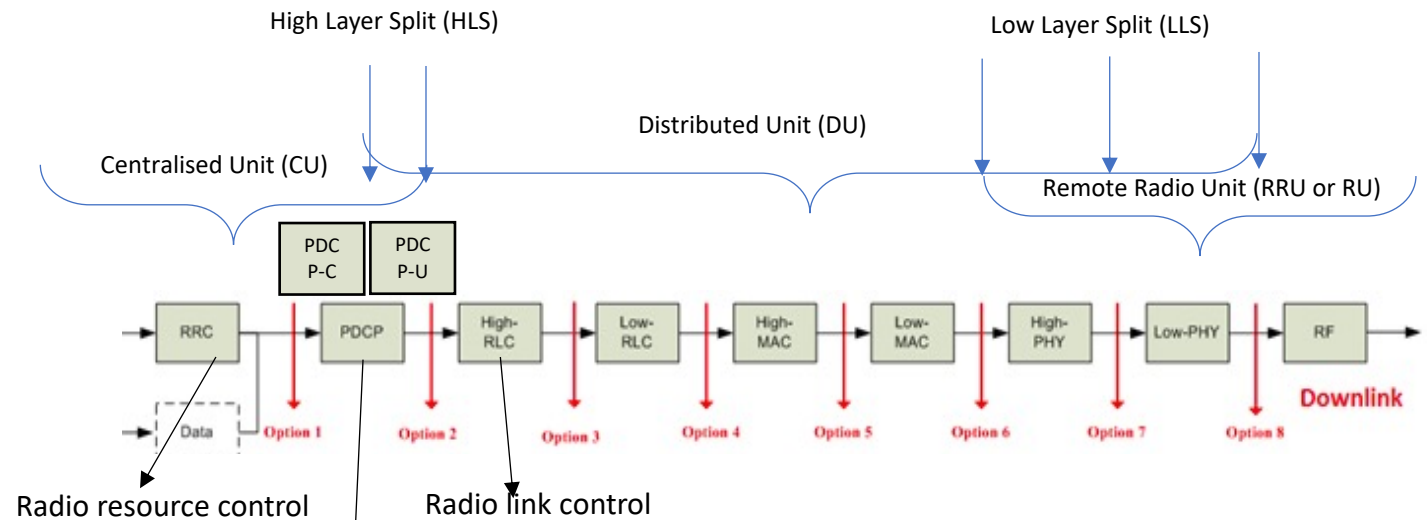 High Layer Split (HLS)
Low Layer Split (LLS)
Distributed Unit (DU)
Centralised Unit (CU)
Remote Radio Unit (RRU or RU)
PDC
P-C
PDC
P-U
RRC
PDCP
High-
RLC
Low-
RLC
High-
MAC
Low-
MAC
High-
PHY
Low-PHY
RF
Downlink
Data
Option 1
Option 2
Option 3
Option 4
Option 5
Option 6
Option 7
Option 8
Radio resource control
Radio link control